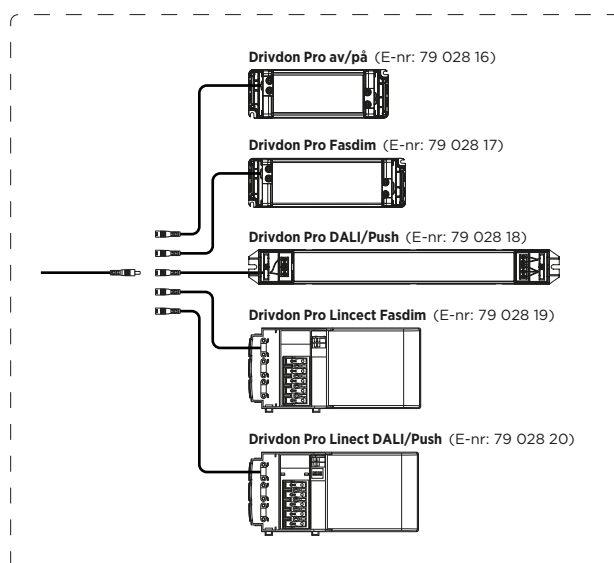 Drivdon Pro av/på (E-nr: 79 028 16)
Drivdon Pro Fasdim (E-nr: 79 028 17)
Drivdon Pro DALI/Push (E-nr: 79 028 18)
Drivdon Pro Lincect Fasdim (E-nr: 79 028 19)
Drivdon Pro Linect DALI/Push (E-nr: 79 028 20)